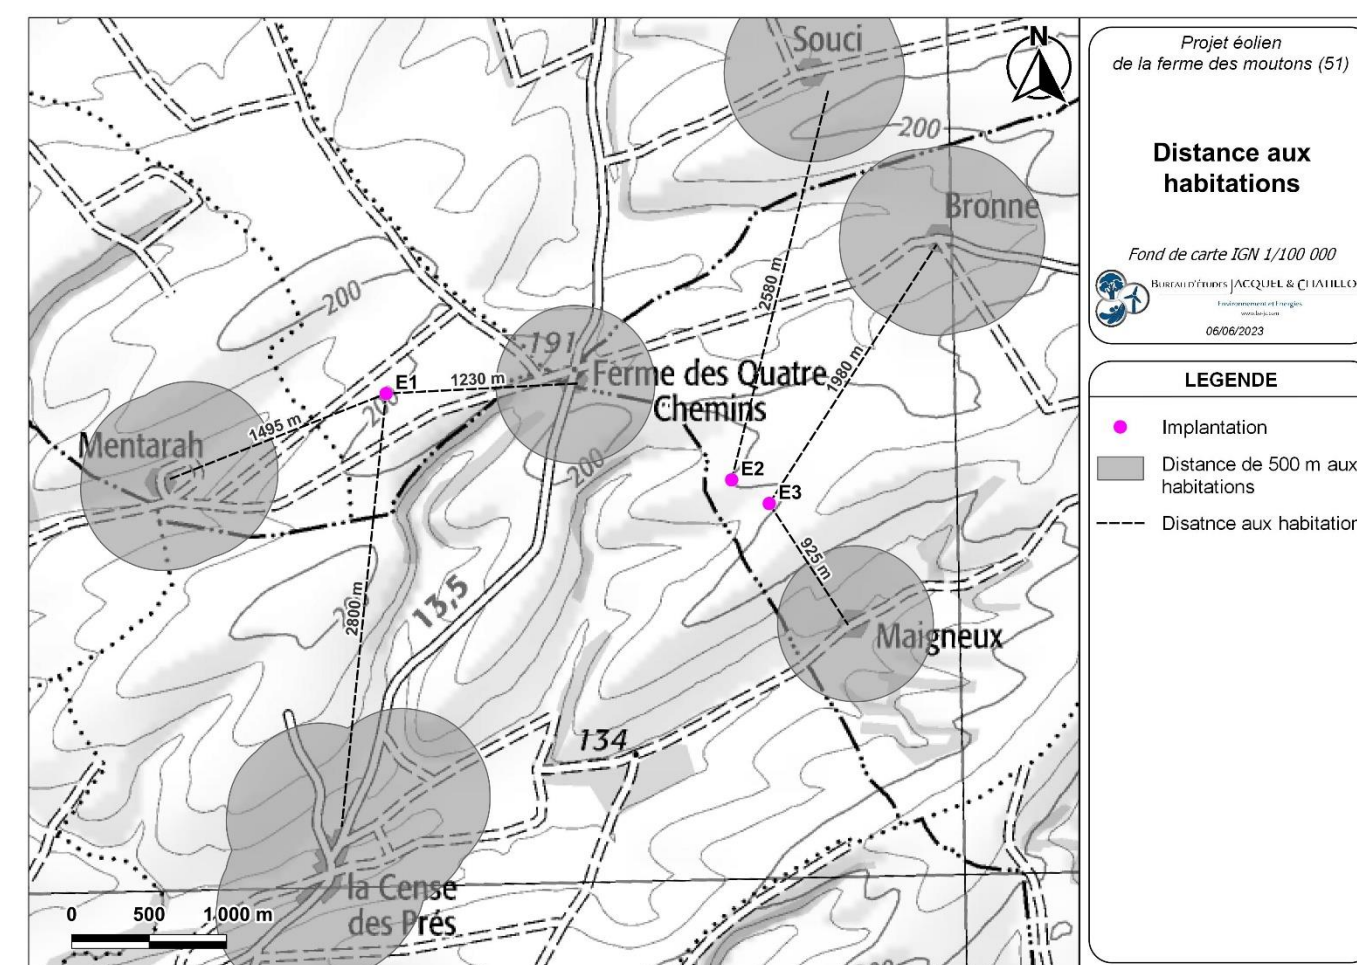 Souci
N
200
Bronne
200
2580 m
191
1980 m
E1
1230 m
Ferme des Quatre
Chemins
200
1495 m
Mentarah
200
E2
E3
925 m
13,5
2800 m
Maigneux
134
la Cense
des Prés
0 500 1 000 m
Projet éolien
de la ferme des moutons (51)
Distance aux
habitations
Fond de carte IGN 1/100 000
BUREAU D'ÉTUDES JACQUEL & CHATILLO
Environnement et Energies
06/06/2023
LEGENDE
Implantation
Distance de 500 m aux
habitations
Disatnce aux habitation